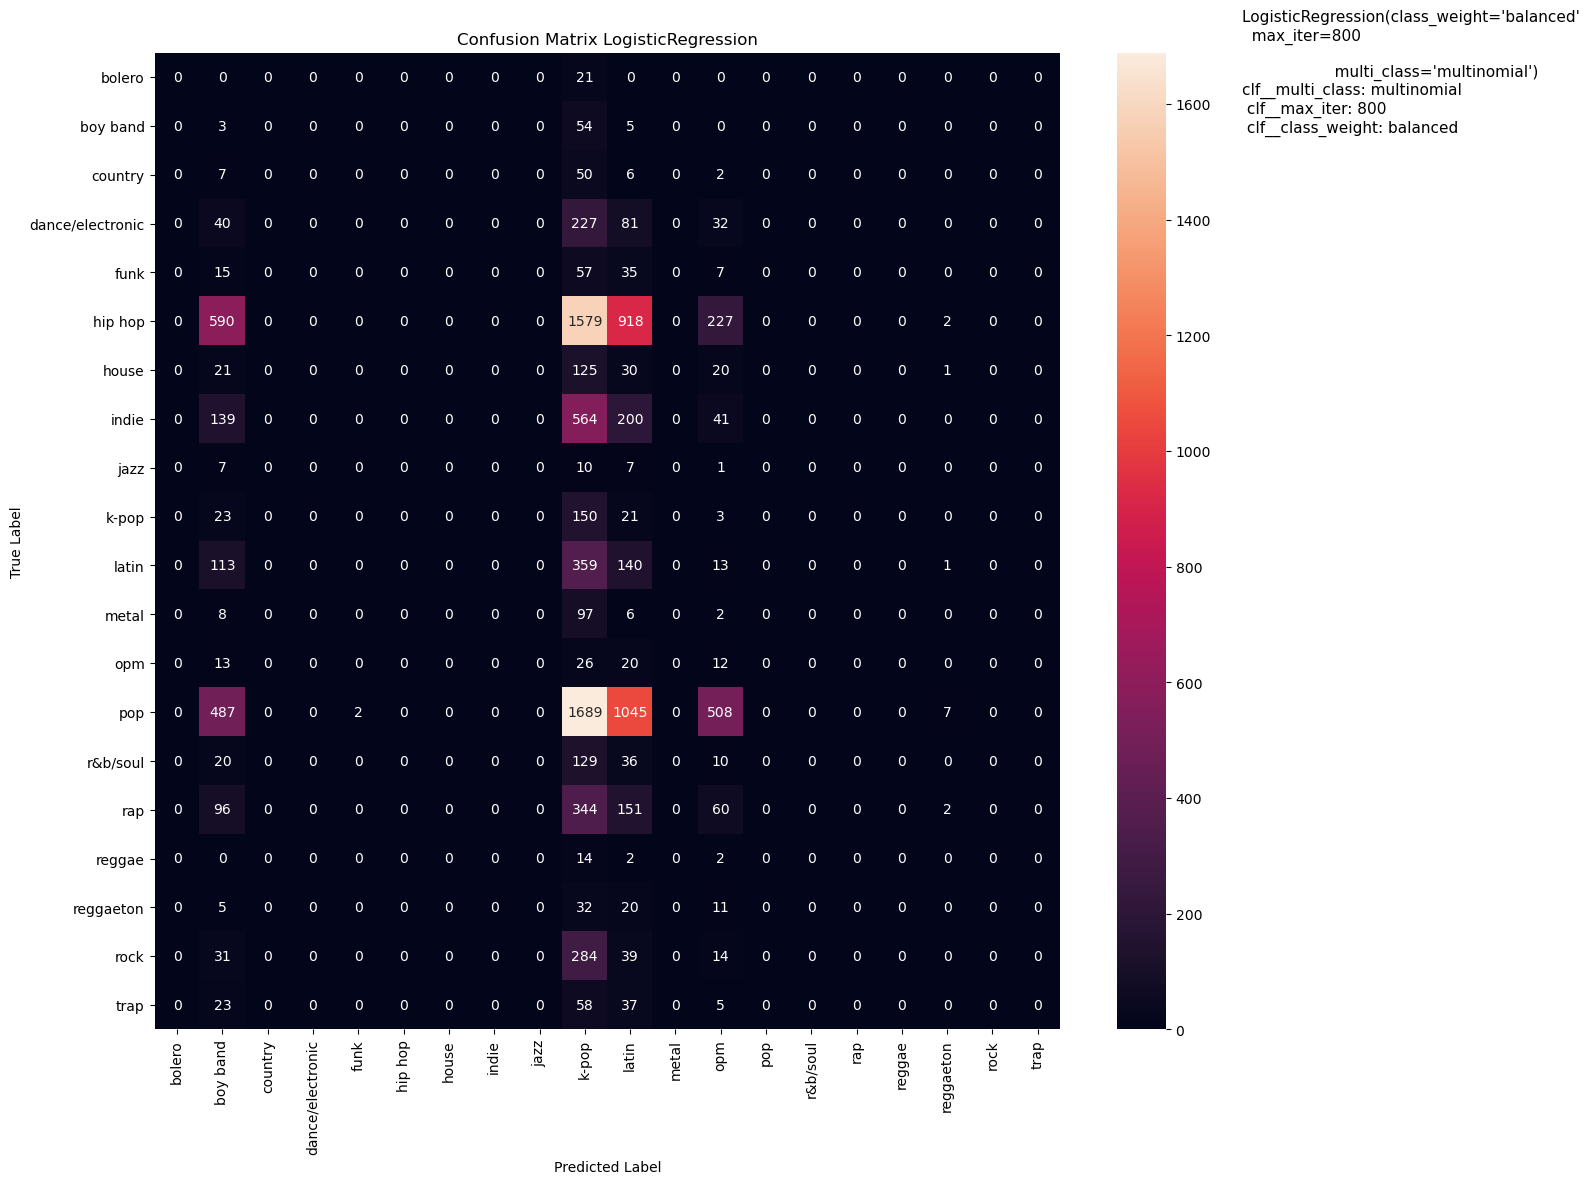 LogisticRegression(class_weight='balanced'
max_iter=800
Confusion Matrix LogisticRegression
multi_class='multinomial')
clf__multi_class: multinomial
clf__max_iter: 800
clf__class_weight: balanced
bolero 0 0 0 0 0 0 0 0 0 21 0 0 0 0 0 0 0 0 0 0
boy band 0 3 0 0 0 0 0 0 0 54 5 0 0 0 0 0 0 0 0 0
country 0 7 0 0 0 0 0 0 0 50 6 0 2 0 0 0 0 0 0 0
dance/electronic 0 40 0 0 0 0 0 0 0 227 81 0 32 0 0 0 0 0 0 0
funk 0 15 0 0 0 0 0 0 0 57 35 0 7 0 0 0 0 0 0 0
hip hop 0 590 0 0 0 0 0 0 0 1579 918 0 227 0 0 0 0 2 0 0
house 0 21 0 0 0 0 0 0 0 125 30 0 20 0 0 0 0 1 0 0
indie 0 139 0 0 0 0 0 0 0 564 200 0 41 0 0 0 0 0 0 0
jazz 0 7 0 0 0 0 0 0 0 10 7 0 1 0 0 0 0 0 0 0
k-pop 0 23 0 0 0 0 0 0 0 150 21 0 3 0 0 0 0 0 0 0
latin 0 113 0 0 0 0 0 0 0 359 140 0 13 0 0 0 0 1 0 0
metal 0 8 0 0 0 0 0 0 0 97 6 0 2 0 0 0 0 0 0 0
opm 0 13 0 0 0 0 0 0 0 26 20 0 12 0 0 0 0 0 0 0
pop 0 487 0 0 2 0 0 0 0 1689 1045 0 508 0 0 0 0 7 0 0
r&b/soul 0 20 0 0 0 0 0 0 0 129 36 0 10 0 0 0 0 0 0 0
rap 0 96 0 0 0 0 0 0 0 344 151 0 60 0 0 0 0 2 0 0
reggae 0 0 0 0 0 0 0 0 0 14 2 0 2 0 0 0 0 0 0 0
reggaeton 0 5 0 0 0 0 0 0 0 32 20 0 11 0 0 0 0 0 0 0
rock 0 31 0 0 0 0 0 0 0 284 39 0 14 0 0 0 0 0 0 0
trap 0 23 0 0 0 0 0 0 0 58 37 0 5 0 0 0 0 0 0 0
True Label
bolero
boy band
country
dance/electronic
funk
hip hop
house
indie
jazz
k-pop
latin
metal
opm
pop
r&b/soul
rap
reggae
reggaeton
rock
trap
Predicted Label
1600
1400
1200
1000
800
600
400
200
0